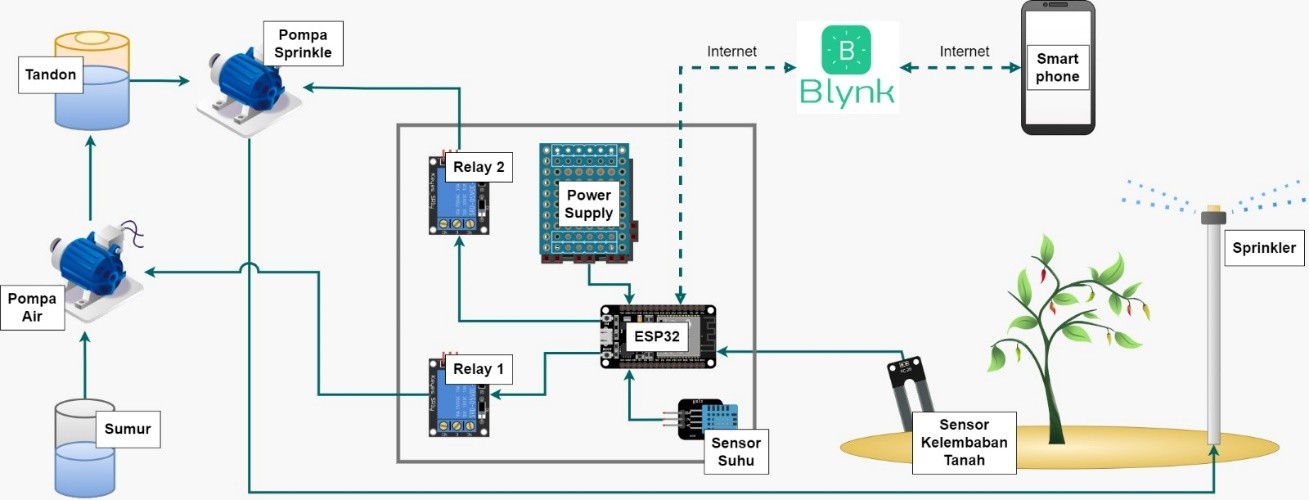 Tandon
Pompa
Sprinkle
Internet
B
Blynk
Internet
Smart
phone
Relay 2
Power
Supply
Sprinkler
Pompa
Air
ESP32
Relay 1
Sumur
Sensor
Suhu
Sensor
Kelembaban
Tanah